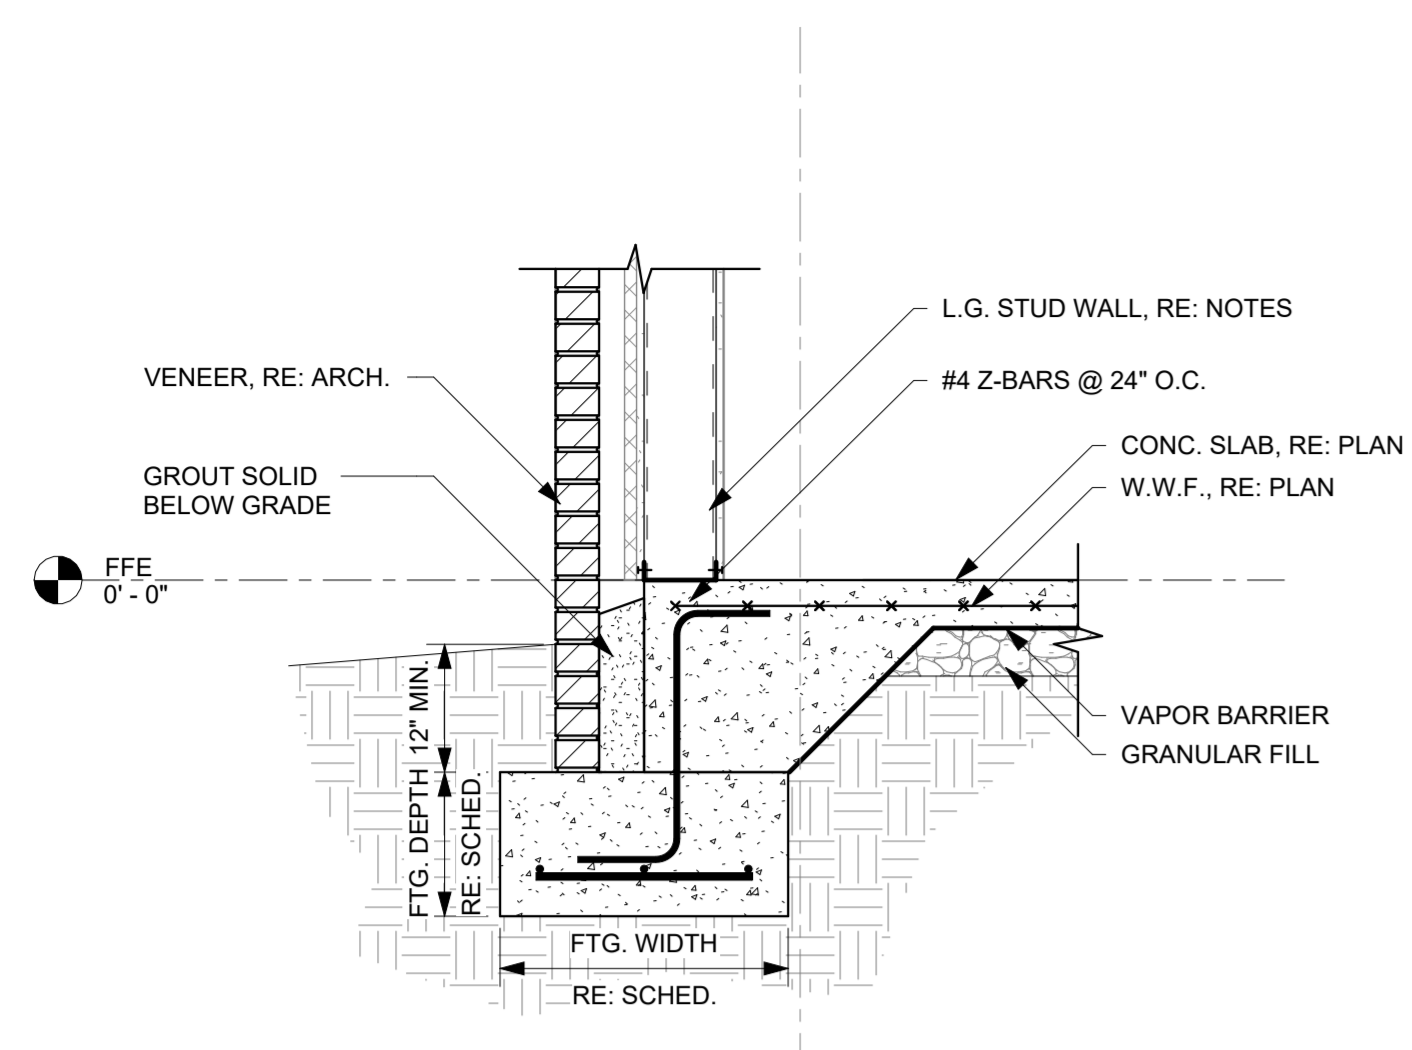 L.G. STUD WALL, RE: NOTES
VENEER, RE: ARCH.
#4 Z-BARS @ 24" O.C.
CONC. SLAB, RE: PLAN
GROUT SOLID
BELOW GRADE
W.W.F., RE: PLAN
FFE
0' - 0"
12" MIN.
VAPOR BARRIER
GRANULAR FILL
FTG. DEPTH
RE: SCHED.
FTG. WIDTH
RE: SCHED.